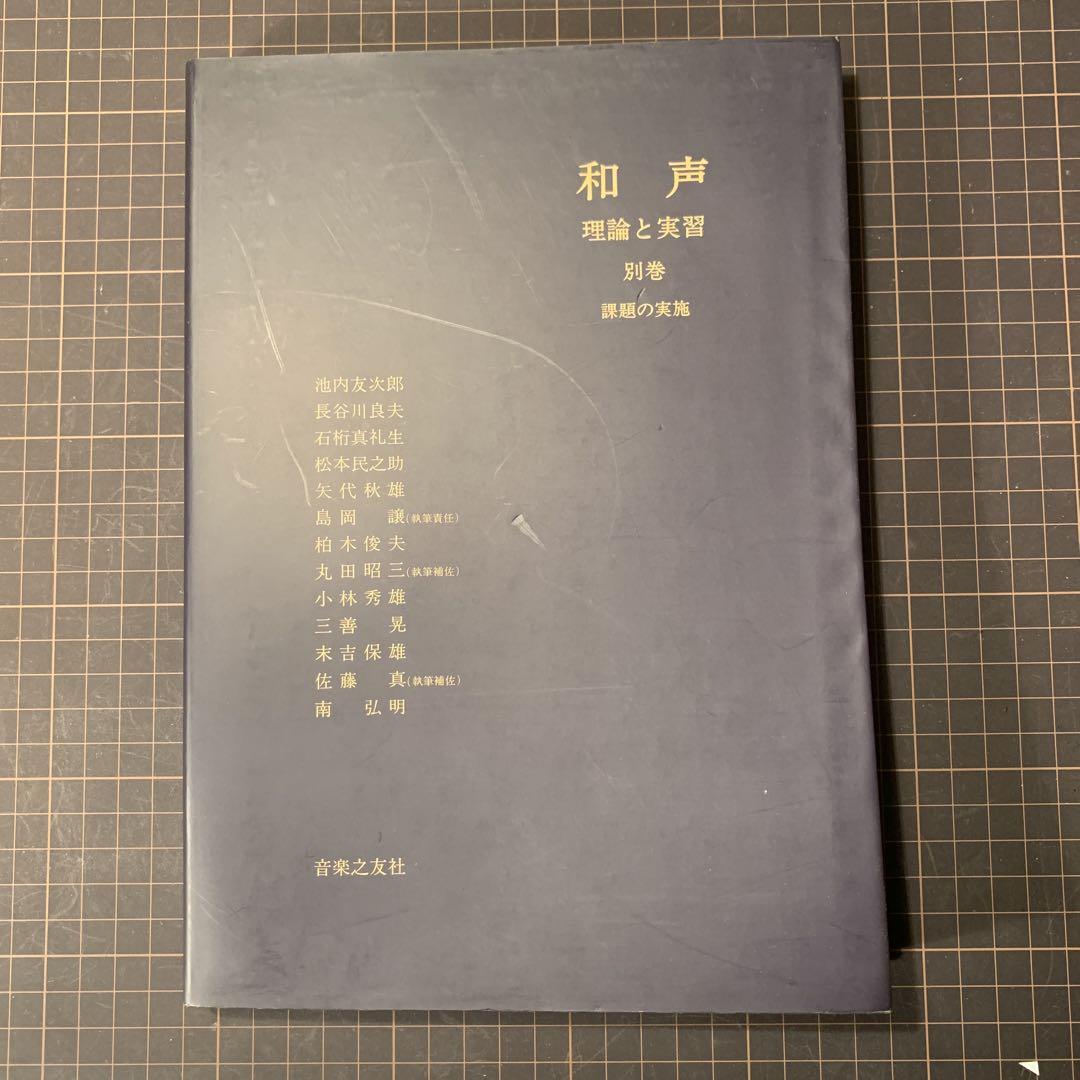 和 声
理論と実習
別巻
課題の実施
池内友次郎
長谷川良夫
石桁真礼生
松本民之助
矢代秋雄
島岡 譲(執筆責任)
柏木俊夫
丸田昭三(執筆補佐)
小林秀雄
三善 晃
末吉保雄
佐藤 真(執筆補佐)
南 弘明
音楽之友社